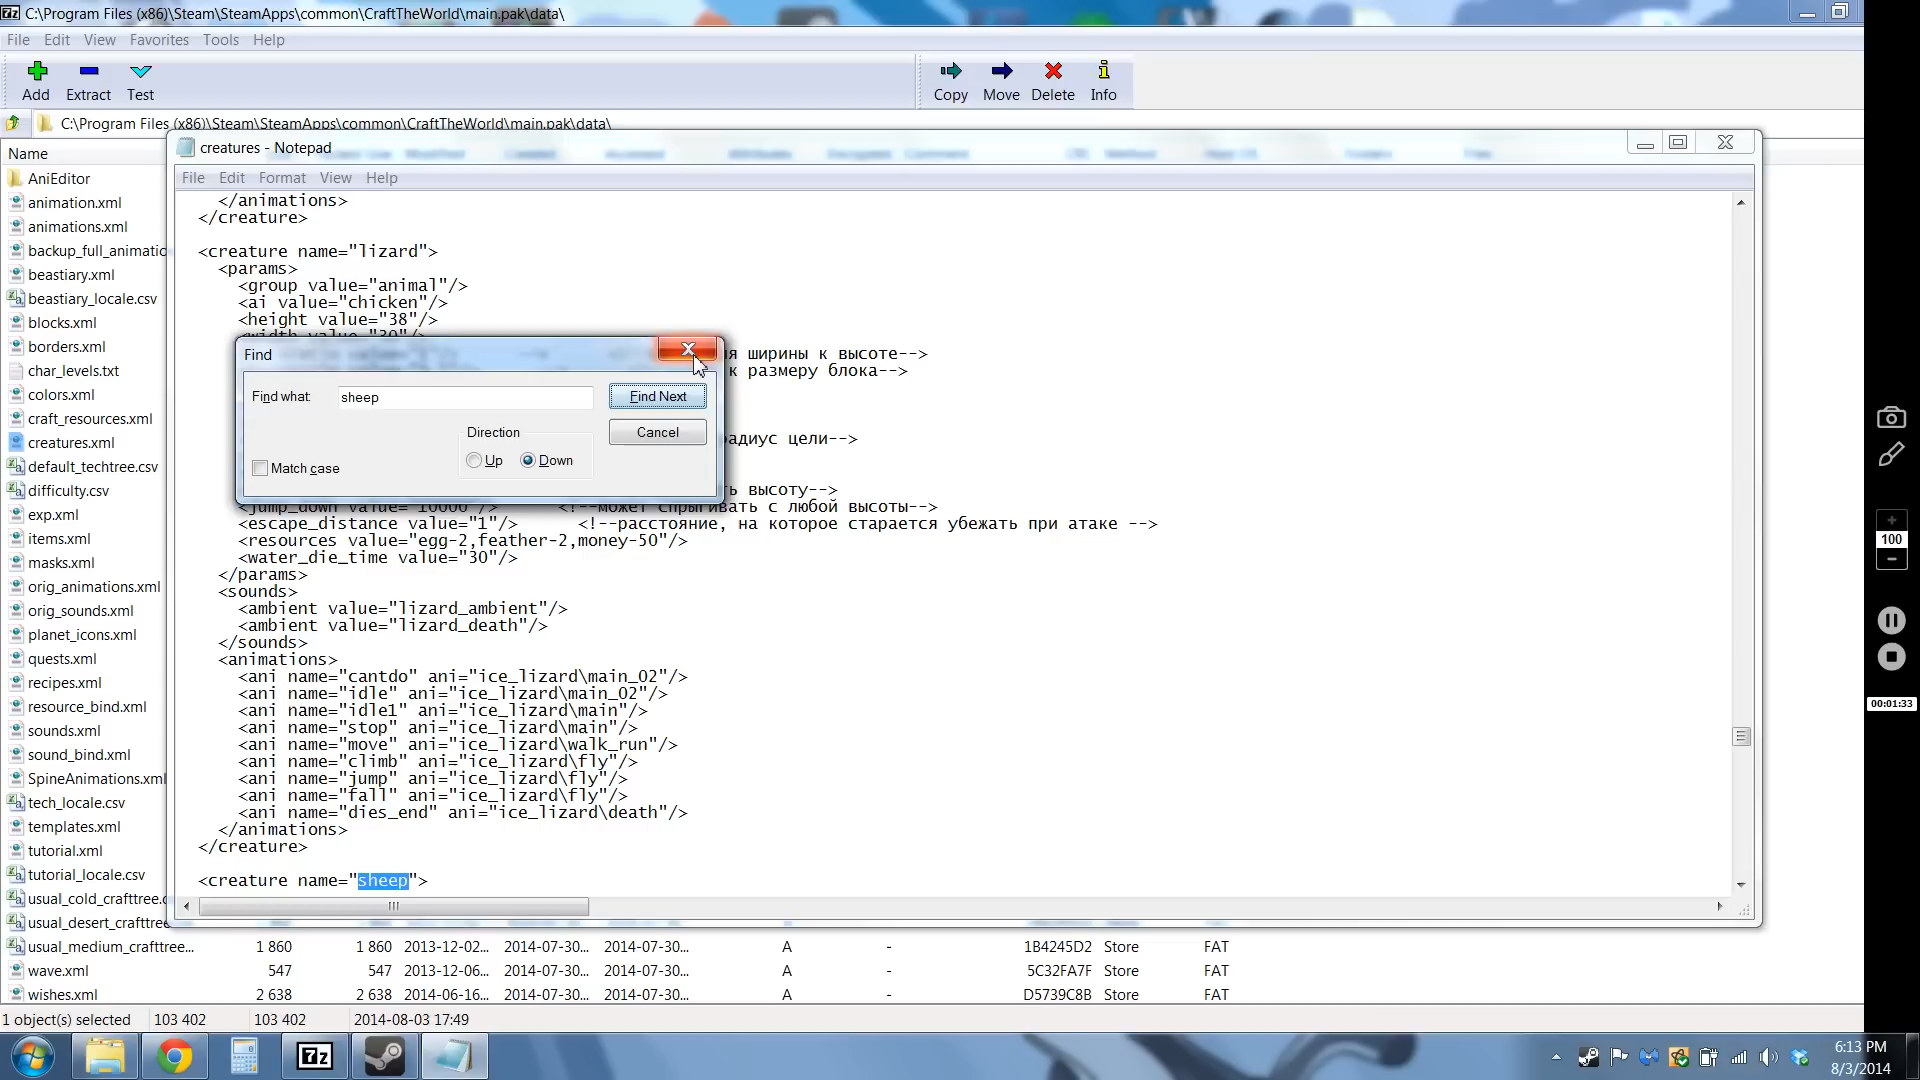 C:\Program Files (x86)\Steam\SteamApps\common\CraftTheWorld\main.pak\data\
File Edit View Favorites Tools Help
Add Extract Test Copy Move Delete Info
C:\Program Files (x86)\Steam\SteamApps\common\CraftTheWorld\main.pak\data\
Name
AniEditor
animation.xml
animations.xml
backup_full_animatio
beastiary.xml
beastiary_locale.csv
blocks.xml
borders.xml
char_levels.txt
colors.xml
craft_resources.xml
creatures.xml
default_techtree.csv
difficulty.csv
exp.xml
items.xml
masks.xml
orig_animations.xml
orig_sounds.xml
planet_icons.xml
quests.xml
recipes.xml
resource_bind.xml
sounds.xml
sound_bind.xml
SpineAnimations.xml
tech_locale.csv
templates.xml
tutorial.xml
tutorial_locale.csv
usual_cold_crafttree.c
usual_desert_crafttree
usual_medium_crafttree... 1 860 1 860 2013-12-02... 2014-07-30... 2014-07-30... A - 1B4245D2 Store FAT
wave.xml 547 547 2013-12-06... 2014-07-30... 2014-07-30... A - 5C32FA7F Store FAT
wishes.xml 2 638 2 638 2014-06-16... 2014-07-30... 2014-07-30... A - D5739C8B Store FAT
1 object(s) selected 103 402 103 402 2014-08-03 17:49
creatures - Notepad
File Edit Format View Help
</animations>
</creature>
<creature name="lizard">
<params>
<group value="animal"/>
<ai value="chicken"/>
<height value="38"/>
я ширины к высоте-->
к размеру блока-->
адиус цели-->
ть высоту-->
<jump_down value="10000"/> <!--может спрыгивать с любой высоты-->
<escape_distance value="1"/> <!--расстояние, на которое старается убежать при атаке -->
<resources value="egg-2,feather-2,money-50"/>
<water_die_time value="30"/>
</params>
<sounds>
<ambient value="lizard_ambient"/>
<ambient value="lizard_death"/>
</sounds>
<animations>
<ani name="cantdo" ani="ice_lizard\main_02"/>
<ani name="idle" ani="ice_lizard\main_02"/>
<ani name="idle1" ani="ice_lizard\main"/>
<ani name="stop" ani="ice_lizard\main"/>
<ani name="move" ani="ice_lizard\walk_run"/>
<ani name="climb" ani="ice_lizard\fly"/>
<ani name="jump" ani="ice_lizard\fly"/>
<ani name="fall" ani="ice_lizard\fly"/>
<ani name="dies_end" ani="ice_lizard\death"/>
</animations>
</creature>
<creature name="sheep">
Find
Find what: sheep Find Next
Direction Cancel
Up Down
Match case
100
00:01:33
6:13 PM
8/3/2014